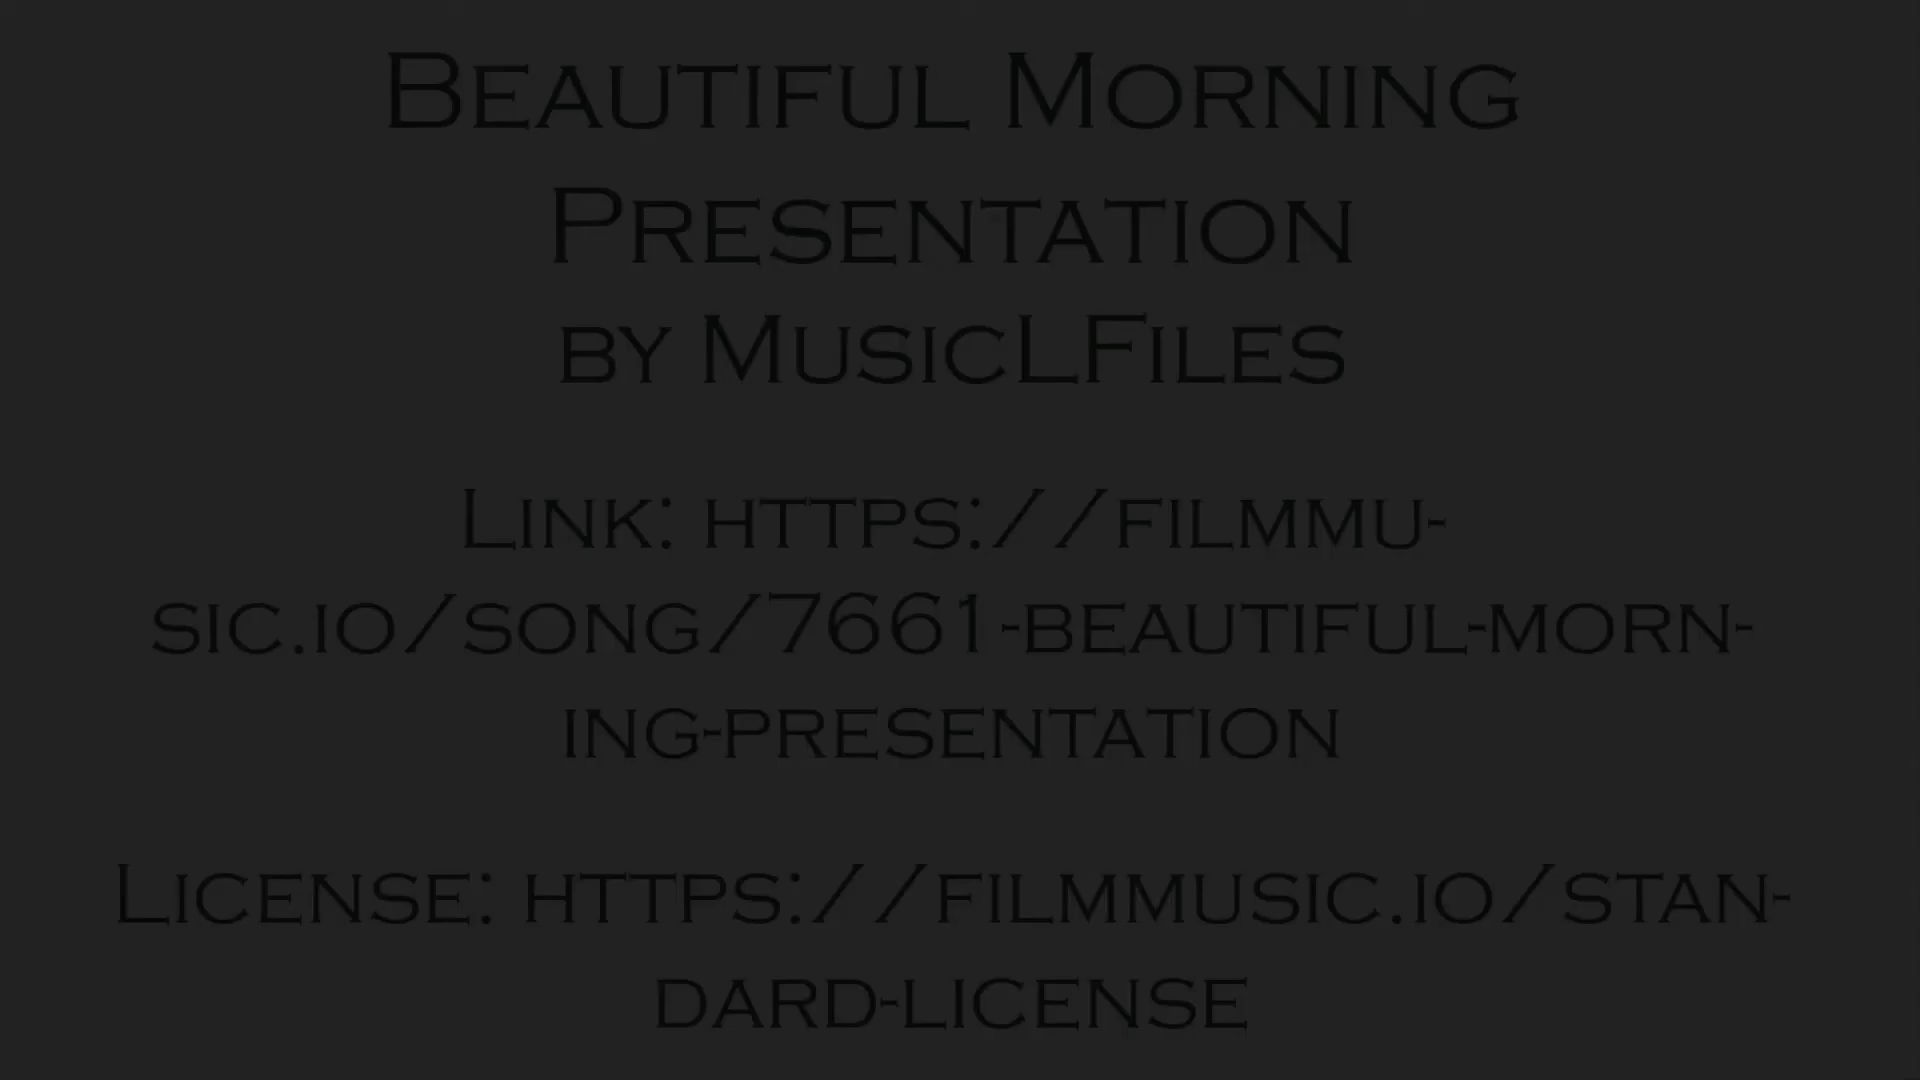 Beautiful Morning
Presentation
by MusicLFiles
Link: https://filmmu-
sic.io/song/7661-beautiful-morn-
ing-presentation
License: https://filmmusic.io/stan-
dard-license